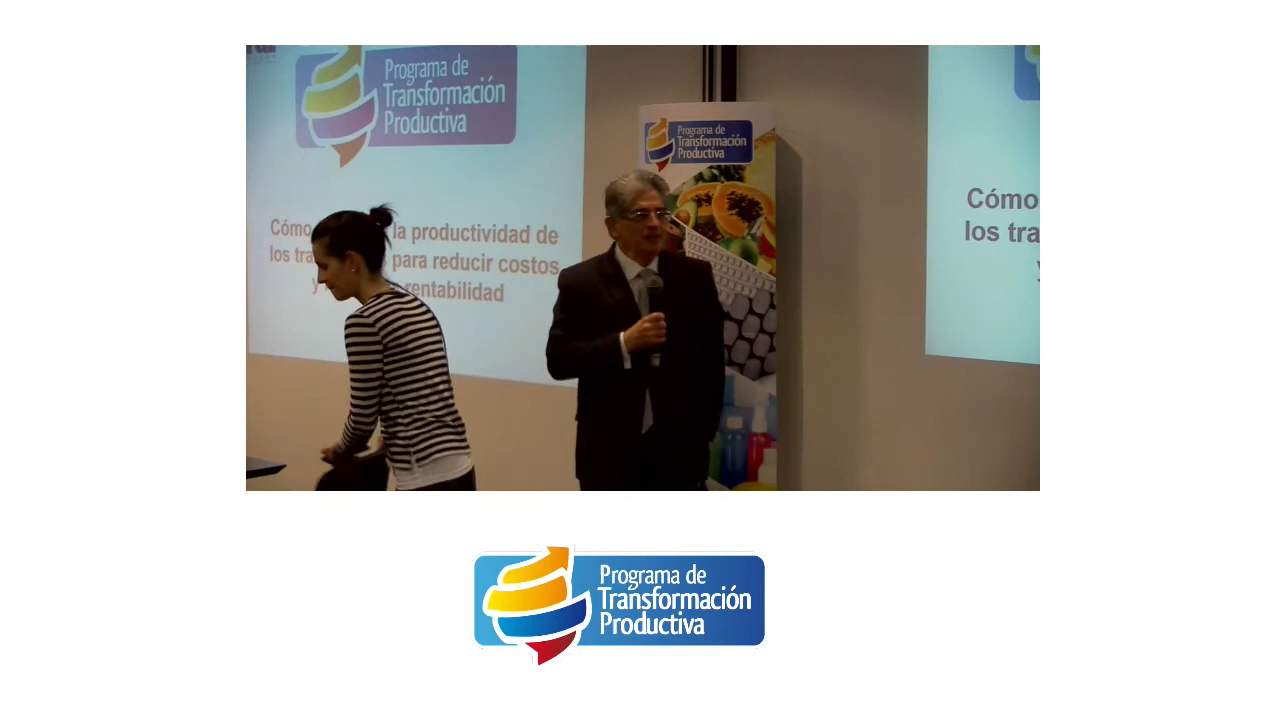 Programa de
Transformación
Productiva
Programa de
Transformación
Productiva
Cómo la productividad de
los tra para reducir costos
y rentabilidad
Cómo
los tra
Programa de
Transformación
Productiva